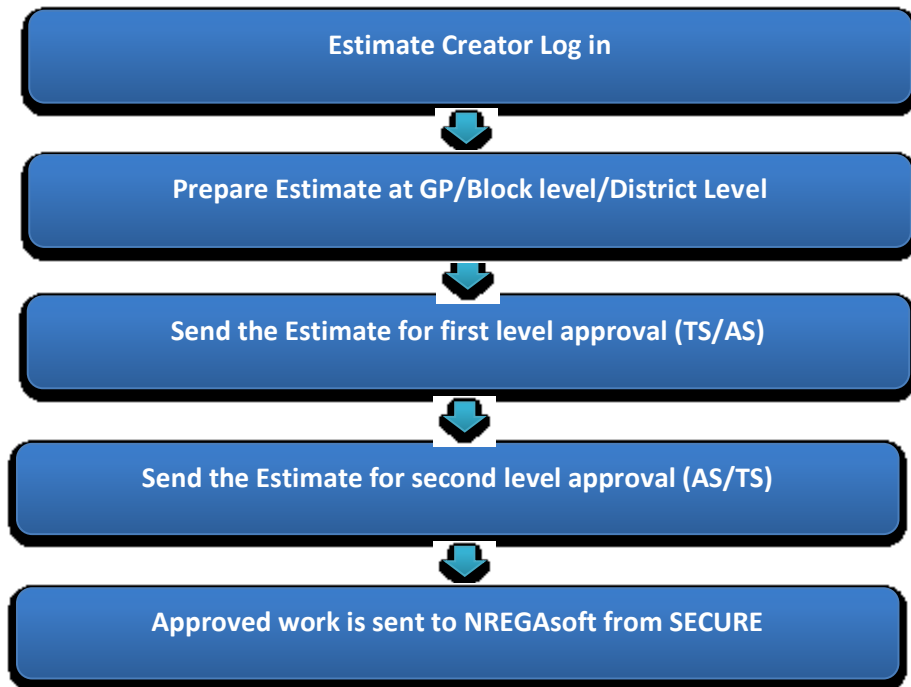 Estimate Creator Log in
Prepare Estimate at GP/Block level/District Level
Send the Estimate for first level approval (TS/AS)
Send the Estimate for second level approval (AS/TS)
Approved work is sent to NREGAsoft from SECURE